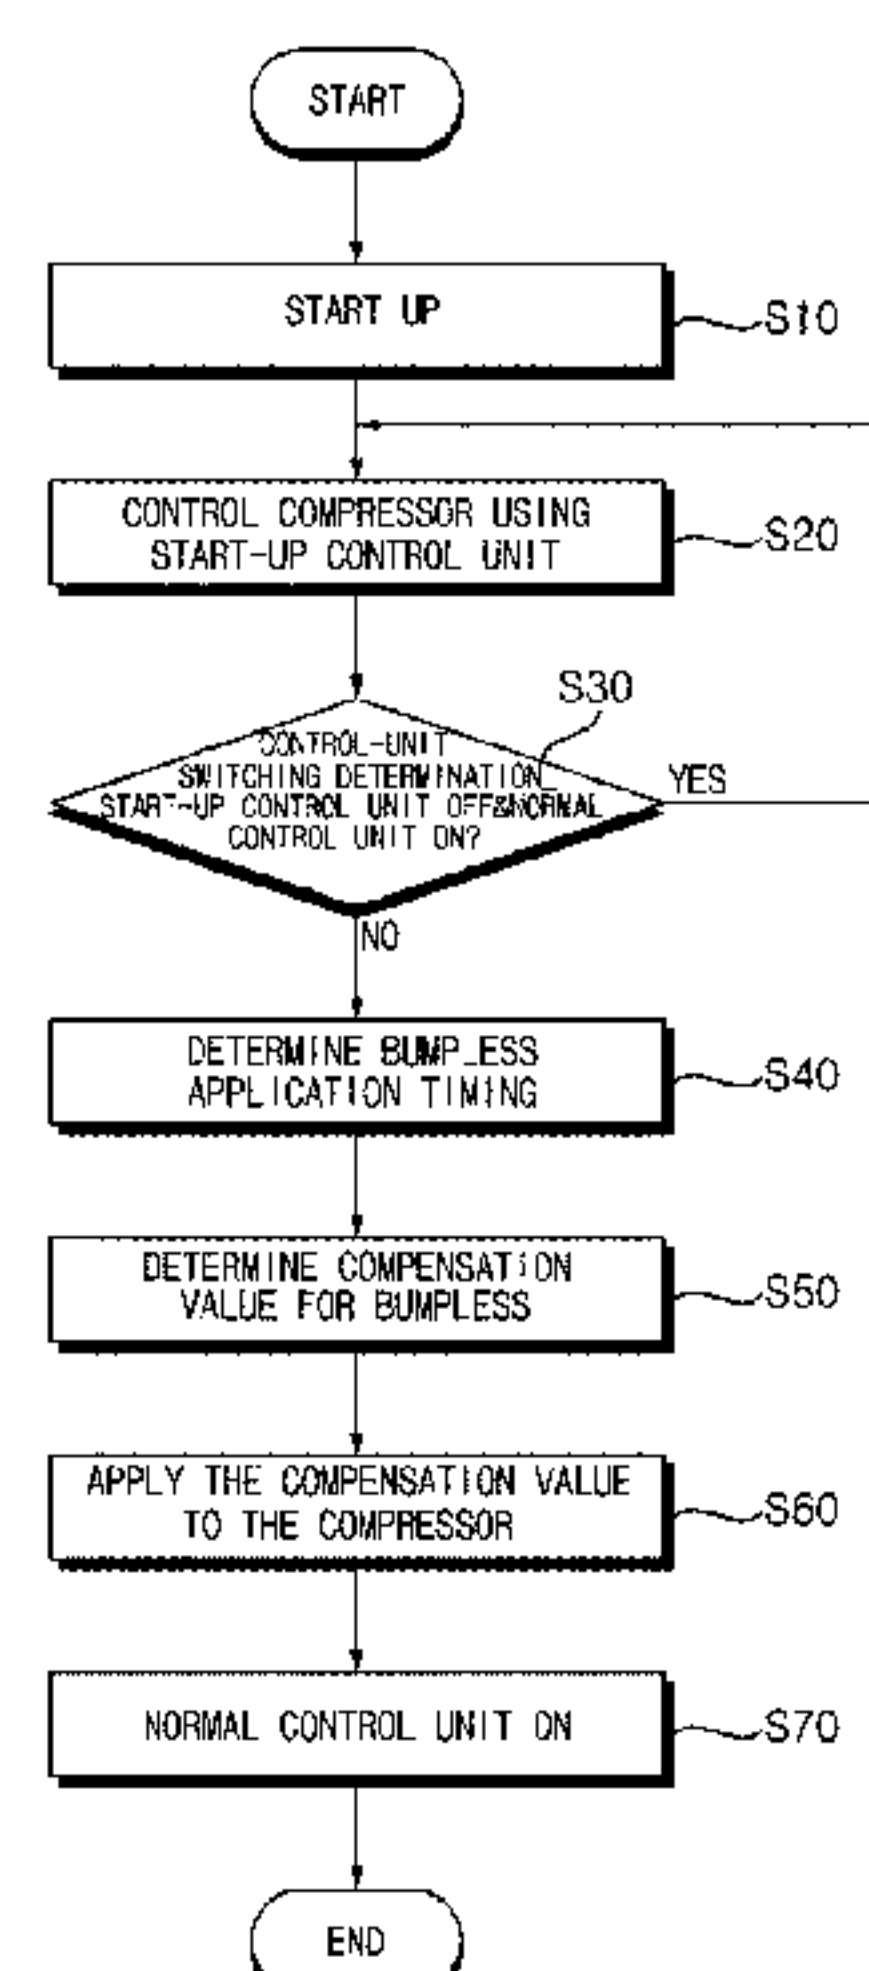 START
START UP
S10
CONTROL COMPRESSOR USING
START-UP CONTROL UNIT
S20
S30
CONTROL-UNIT
SWITCHING DETERMINATION_
START-UP CONTROL UNIT OFF&NORMAL
CONTROL UNIT ON?
YES
NO
DETERMINE BUMPLESS
APPLICATION TIMING
S40
DETERMINE COMPENSATION
VALUE FOR BUMPLESS
S50
APPLY THE COMPENSATION VALUE
TO THE COMPRESSOR
S60
NORMAL CONTROL UNIT ON
S70
END